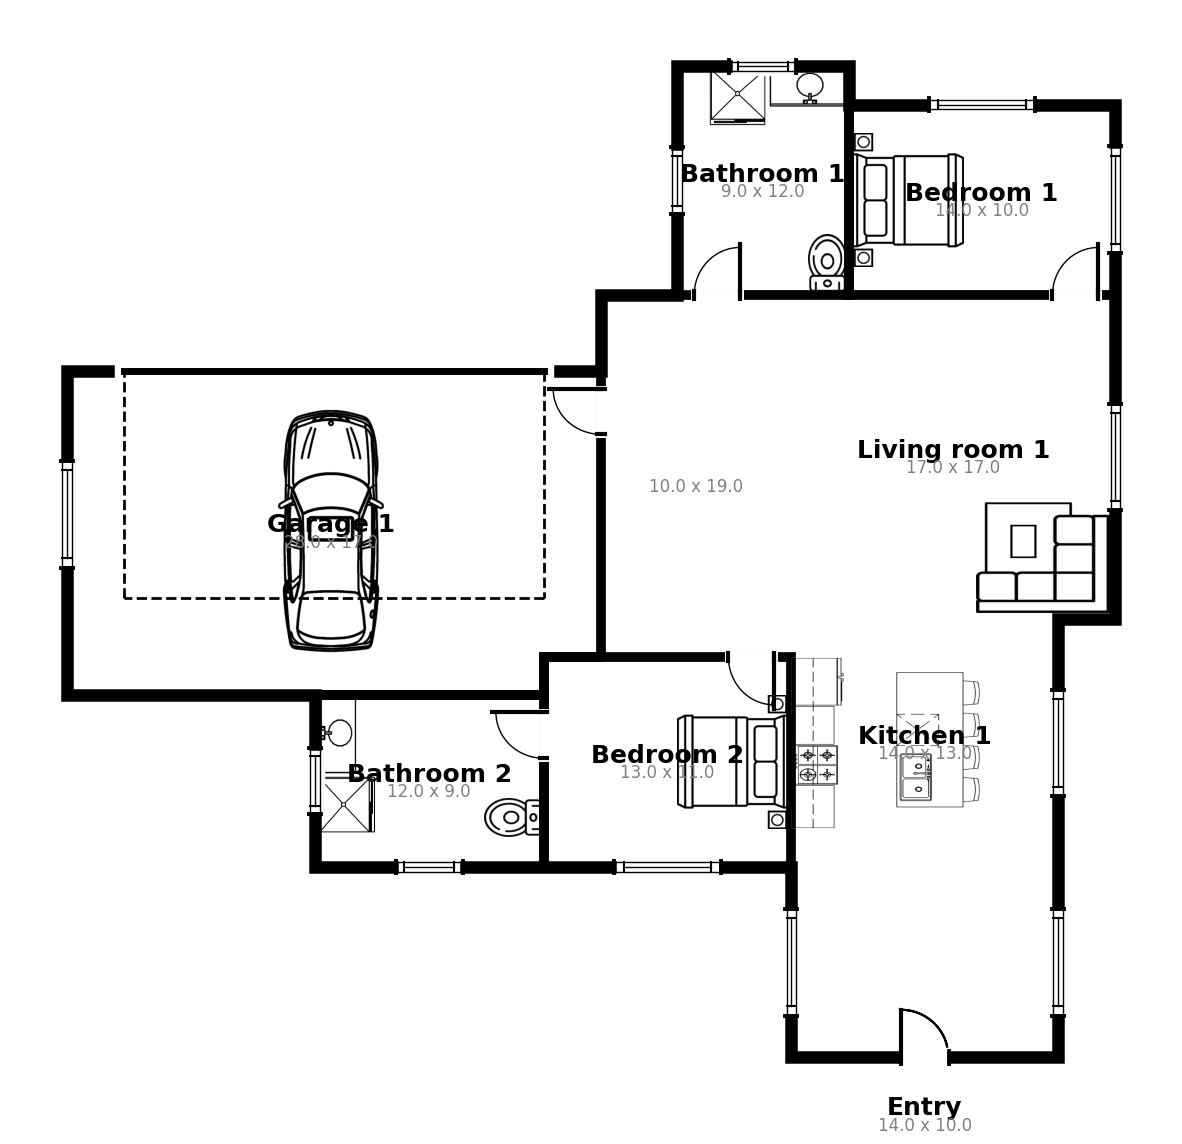 Bathroom 1
9.0 x 12.0
Bedroom 1
14.0 x 10.0
Living room 1
17.0 x 17.0
10.0 x 19.0
Garage 1
28.0 x 17.0
Kitchen 1
14.0 x 13.0
Bedroom 2
13.0 x 11.0
Bathroom 2
12.0 x 9.0
Entry
14.0 x 10.0